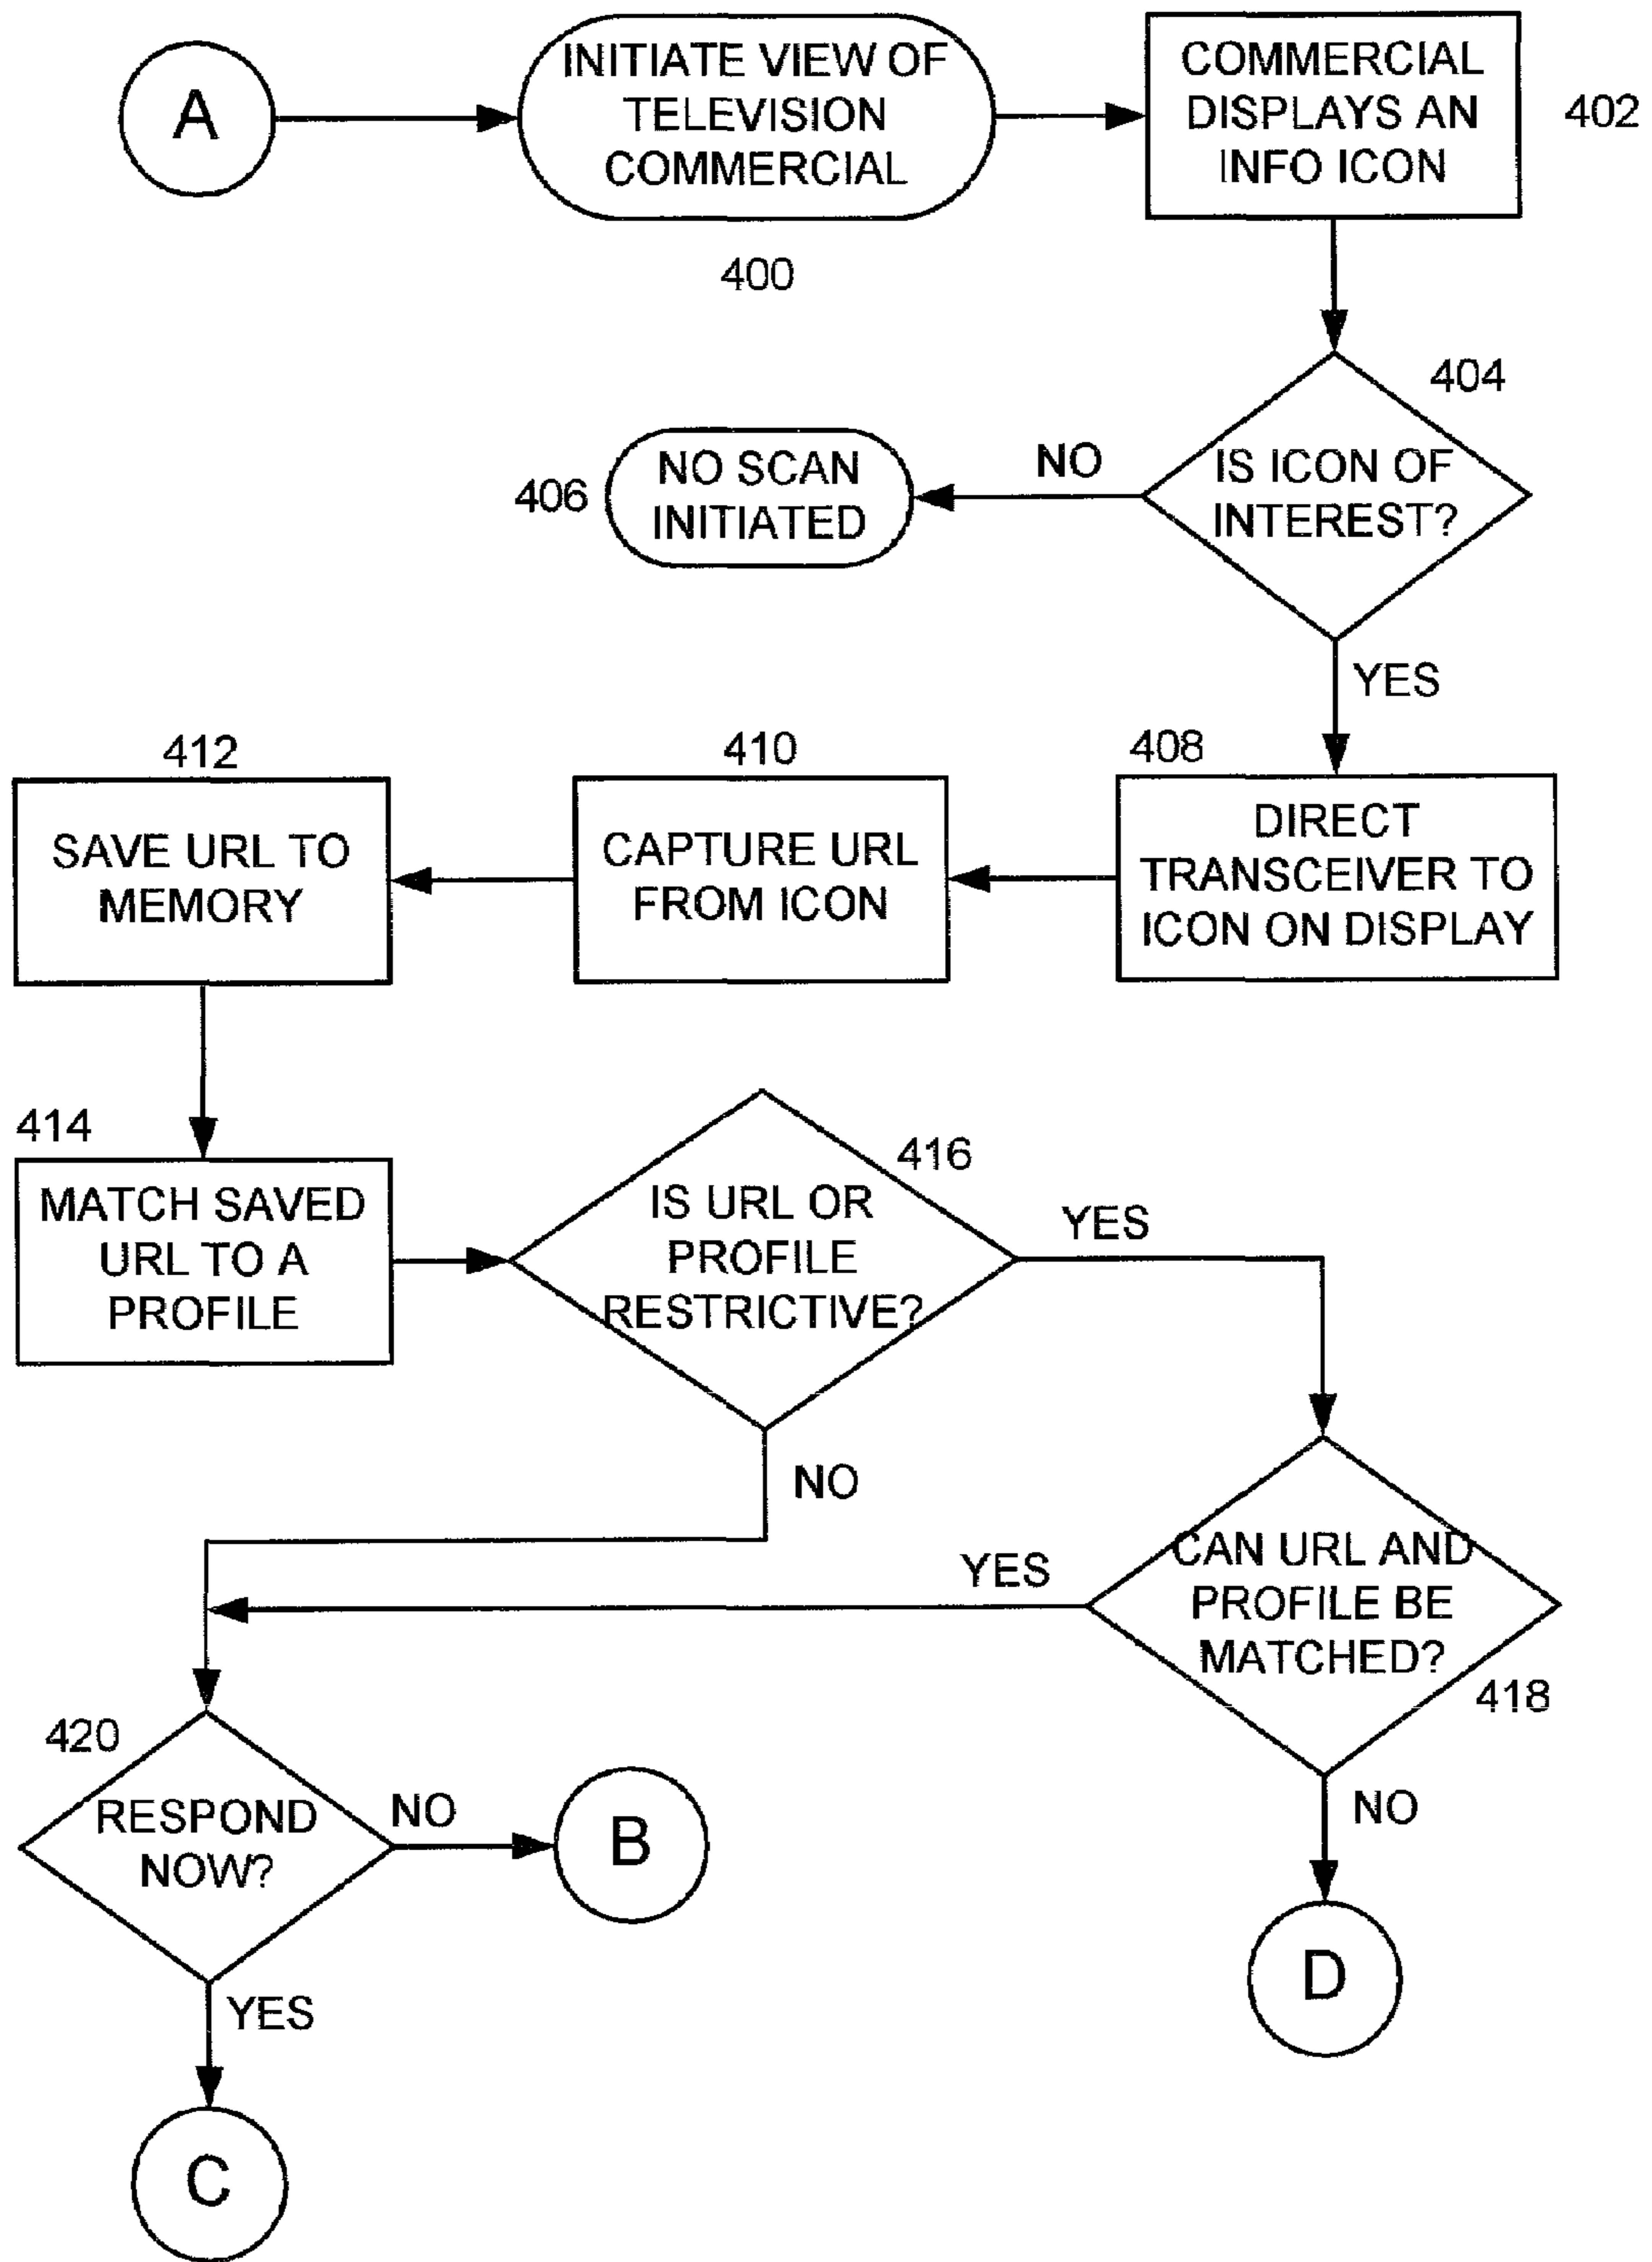 A
INITIATE VIEW OF
TELEVISION
COMMERCIAL
400
COMMERCIAL
DISPLAYS AN
INFO ICON
402
404
IS ICON OF
INTEREST?
NO
NO SCAN
INITIATED
406
YES
408
DIRECT
TRANSCEIVER TO
ICON ON DISPLAY
410
CAPTURE URL
FROM ICON
412
SAVE URL TO
MEMORY
414
MATCH SAVED
URL TO A
PROFILE
416
IS URL OR
PROFILE
RESTRICTIVE?
YES
NO
CAN URL AND
PROFILE BE
MATCHED?
418
YES
NO
D
420
RESPOND
NOW?
NO
B
YES
C